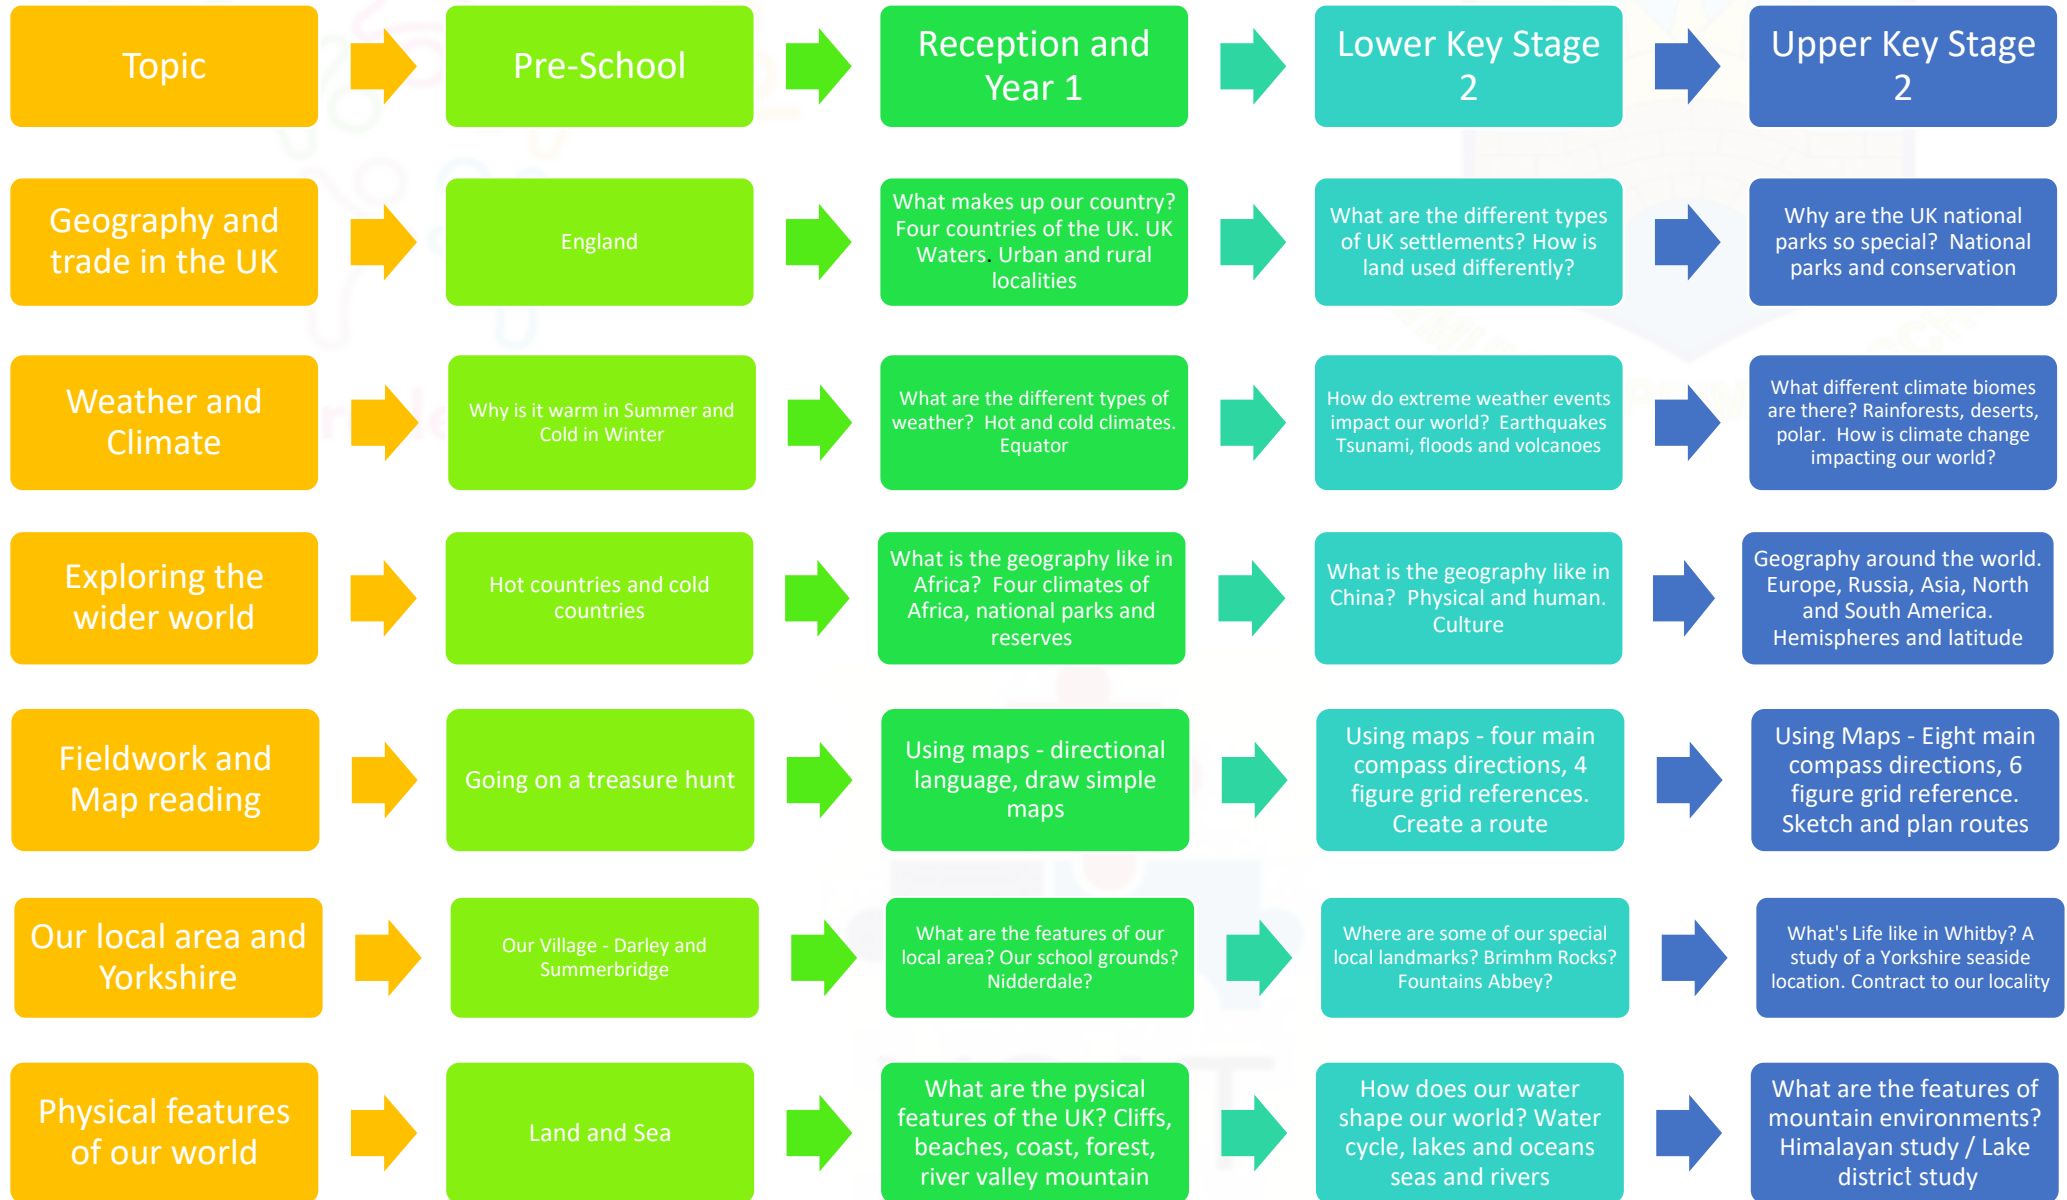 Topic
Pre-School
Reception and
Year 1
Lower Key Stage
2
Upper Key Stage
2
Geography and
trade in the UK
England
What makes up our country?
Four countries of the UK. UK
Waters. Urban and rural
localities
What are the different types
of UK settlements? How is
land used differently?
Why are the UK national
parks so special? National
parks and conservation
Weather and
Climate
Why is it warm in Summer and
Cold in Winter
What are the different types of
weather? Hot and cold climates.
Equator
How do extreme weather events
impact our world? Earthquakes
Tsunami, floods and volcanoes
What different climate biomes
are there? Rainforests, deserts,
polar. How is climate change
impacting our world?
Exploring the
wider world
Hot countries and cold
countries
What is the geography like in
Africa? Four climates of
Africa, national parks and
reserves
What is the geography like in
China? Physical and human.
Culture
Geography around the world.
Europe, Russia, Asia, North
and South America.
Hemispheres and latitude
Fieldwork and
Map reading
Going on a treasure hunt
Using maps - directional
language, draw simple
maps
Using maps - four main
compass directions, 4
figure grid references.
Create a route
Using Maps - Eight main
compass directions, 6
figure grid reference.
Sketch and plan routes
Our local area and
Yorkshire
Our Village - Darley and
Summerbridge
What are the features of our
local area? Our school grounds?
Nidderdale?
Where are some of our special
local landmarks? Brimhm Rocks?
Fountains Abbey?
What's Life like in Whitby? A
study of a Yorkshire seaside
location. Contract to our locality
Physical features
of our world
Land and Sea
What are the pysical
features of the UK? Cliffs,
beaches, coast, forest,
river valley mountain
How does our water
shape our world? Water
cycle, lakes and oceans
seas and rivers
What are the features of
mountain environments?
Himalayan study / Lake
district study